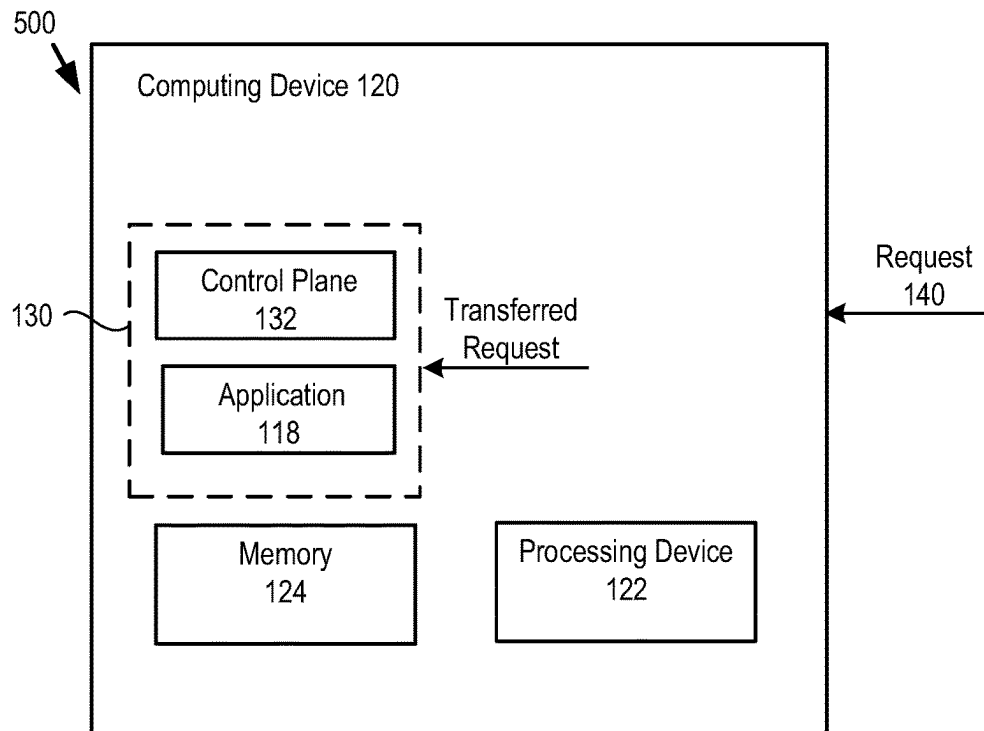 500
Computing Device 120
Control Plane
132
130
Transferred
Request
Request
140
Application
118
Memory
124
Processing Device
122